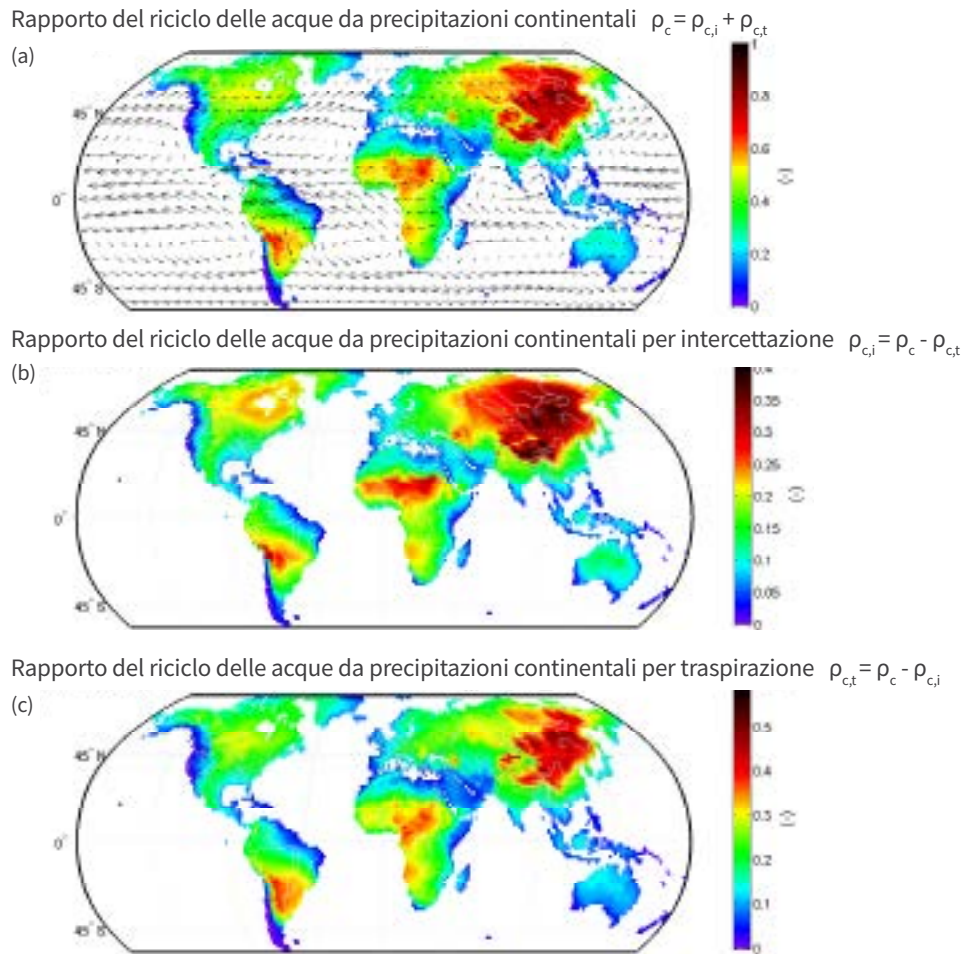 Rapporto del riciclo delle acque da precipitazioni continentali ρc = ρc,i + ρc,t
(a)
1
0.8
45° N
0.6
(-)
0.4
0°
0.2
45° S
0
Rapporto del riciclo delle acque da precipitazioni continentali per intercettazione ρc,i = ρc - ρc,t
(b)
0.4
0.35
0.3
45° N
0.25
(-)
0.2
0°
0.15
0.1
45° S
0.05
0
Rapporto del riciclo delle acque da precipitazioni continentali per traspirazione ρc,t = ρc - ρc,i
(c)
0.5
45° N
0.4
0.3
(-)
0°
0.2
0.1
45° S
0